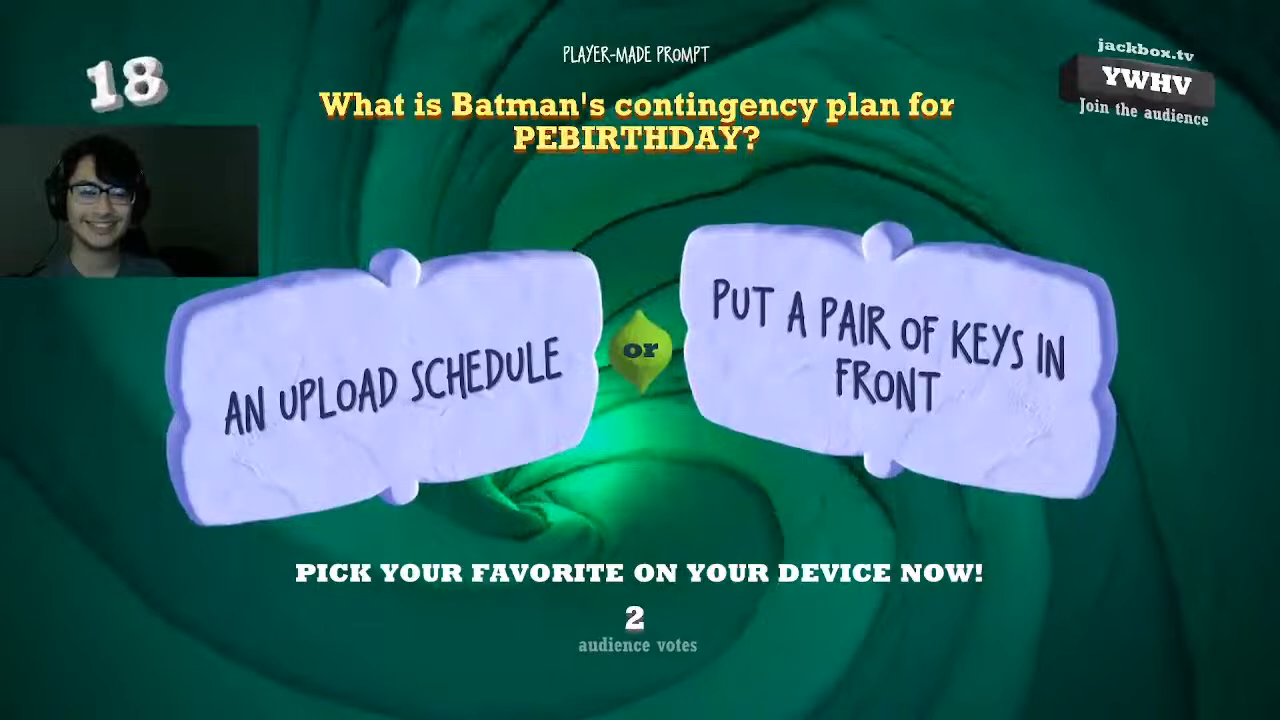 18
PLAYER-MADE PROMPT
What is Batman's contingency plan for
PEBIRTHDAY?
jackbox.tv
YWHV
Join the audience
AN UPLOAD SCHEDULE
or
PUT A PAIR OF KEYS IN
FRONT
PICK YOUR FAVORITE ON YOUR DEVICE NOW!
2
audience votes